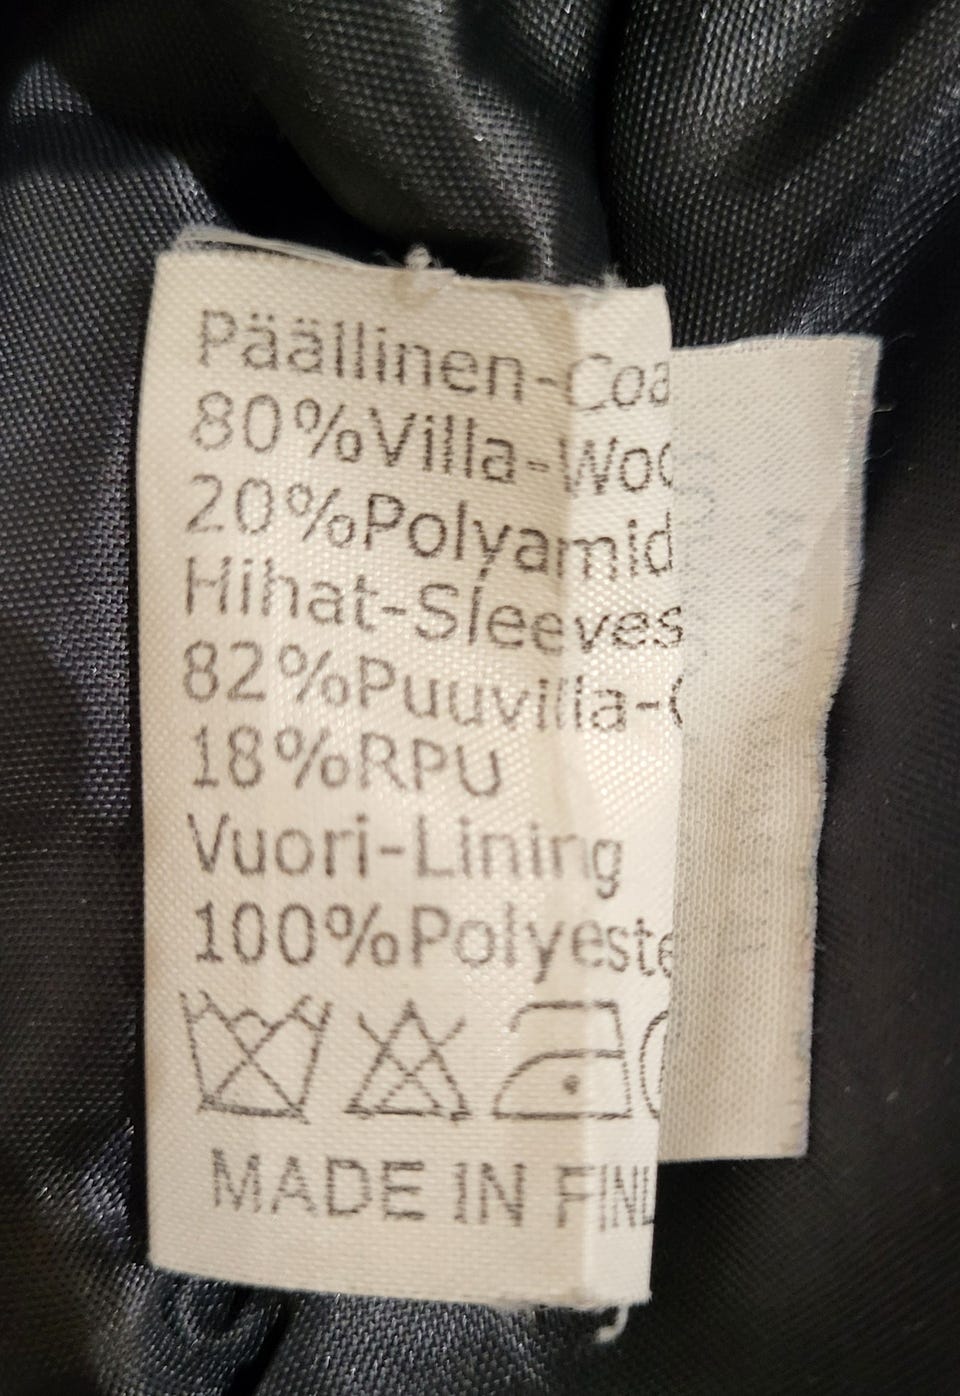 Päällinen-Coa
80%Villa-Woo
20%Polyamid
Hihat-Sleeves
82%Puuvilla-C
18%RPU
Vuori-Lining
100%Polyeste
MADE IN FINL